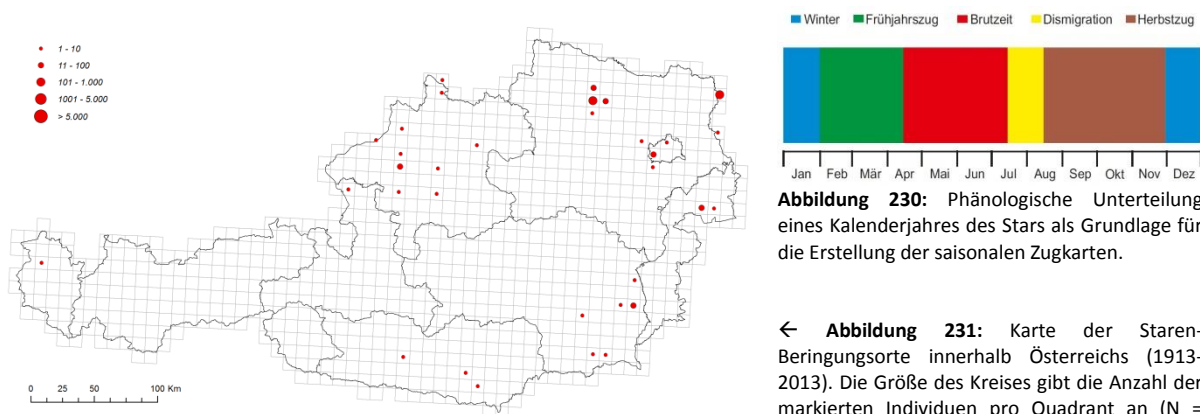 1 - 10
11 - 100
101 - 1.000
1001 - 5.000
> 5.000
0 25 50 100 Km
Winter Frühjahrszug Brutzeit Dismigration Herbstzug
Jan Feb Mär Apr Mai Jun Jul Aug Sep Okt Nov Dez
Abbildung 230: Phänologische Unterteilung
eines Kalenderjahres des Stars als Grundlage für
die Erstellung der saisonalen Zugkarten.
← Abbildung 231: Karte der Staren-
Beringungsorte innerhalb Österreichs (1913-
2013). Die Größe des Kreises gibt die Anzahl der
markierten Individuen pro Quadrant an (N =